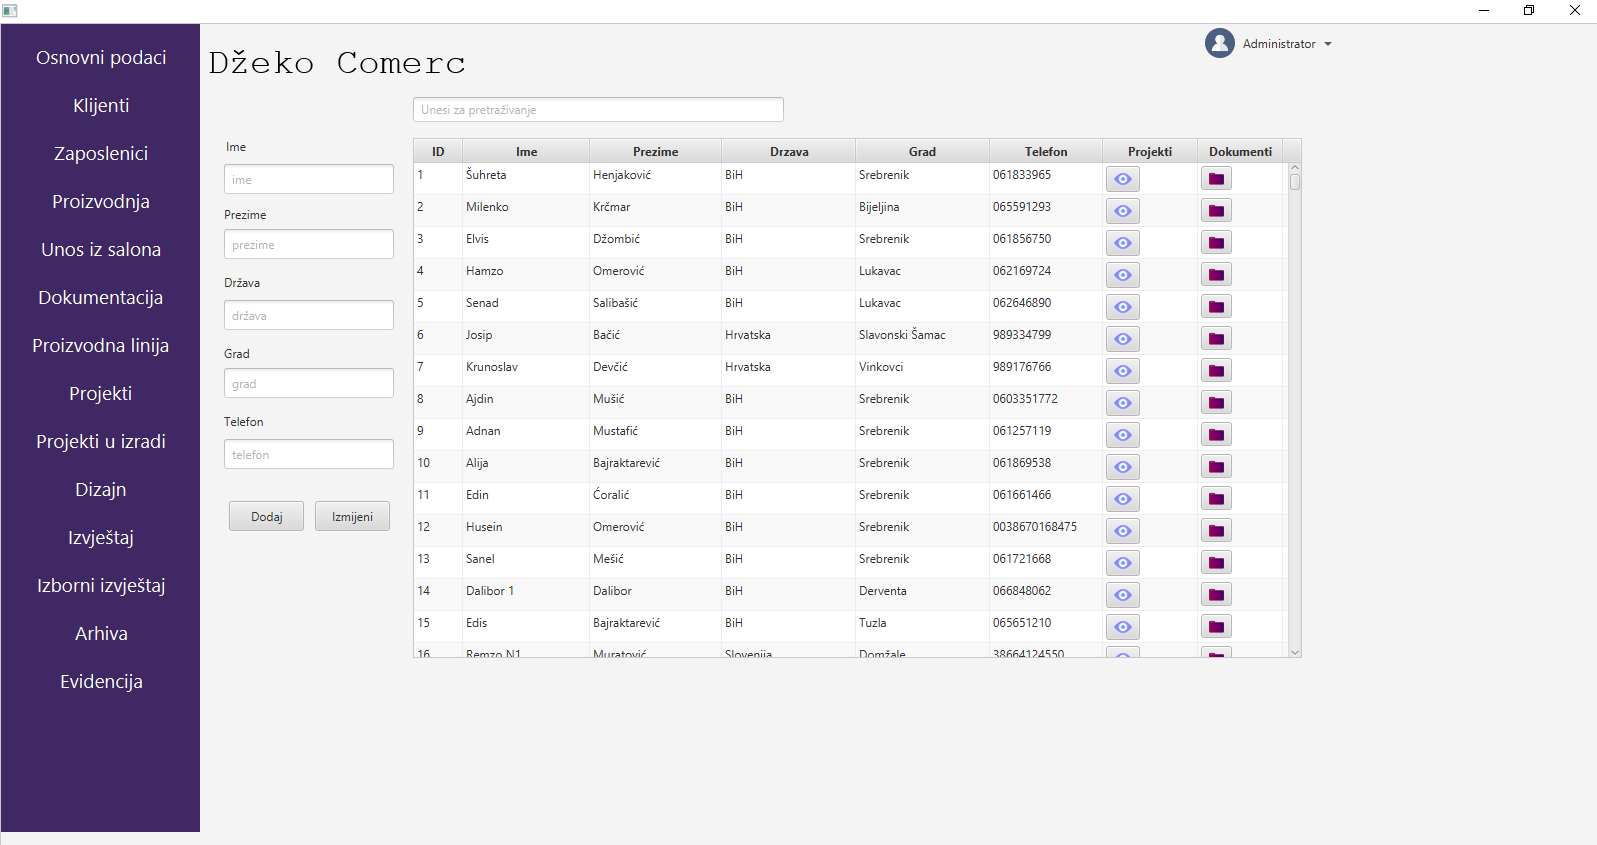 Osnovni podaci
Klijenti
Zaposlenici
Proizvodnja
Unos iz salona
Dokumentacija
Proizvodna linija
Projekti
Projekti u izradi
Dizajn
Izvještaj
Izborni izvještaj
Arhiva
Evidencija
Džeko Comerc
Administrator
Unesi za pretraživanje
Ime
ime
Prezime
prezime
Država
država
Grad
grad
Telefon
telefon
Dodaj Izmijeni
ID Ime Prezime Drzava Grad Telefon Projekti Dokumenti
1 Šuhreta Henjaković BiH Srebrenik 061833965
2 Milenko Krčmar BiH Bijeljina 065591293
3 Elvis Džombić BiH Srebrenik 061856750
4 Hamzo Omerović BiH Lukavac 062169724
5 Senad Salibašić BiH Lukavac 062646890
6 Josip Bačić Hrvatska Slavonski Šamac 989334799
7 Krunoslav Devčić Hrvatska Vinkovci 989176766
8 Ajdin Mušić BiH Srebrenik 0603351772
9 Adnan Mustafić BiH Srebrenik 061257119
10 Alija Bajraktarević BiH Srebrenik 061869538
11 Edin Ćoralić BiH Srebrenik 061661466
12 Husein Omerović BiH Srebrenik 0038670168475
13 Sanel Mešić BiH Srebrenik 061721668
14 Dalibor 1 Dalibor BiH Derventa 066848062
15 Edis Bajraktarević BiH Tuzla 065651210
16 Remzo N1 Muratović Slovenija Domžale 38664124550